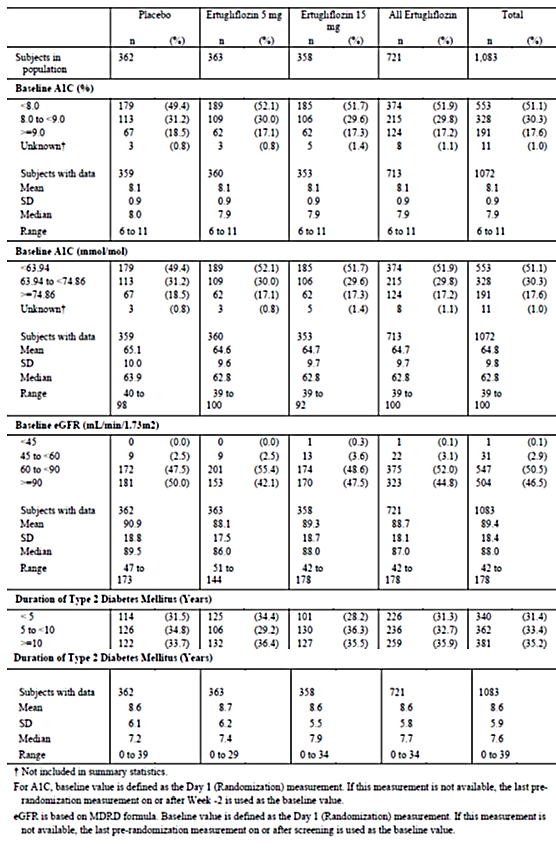 Placebo Ertugliflozin 5 mg Ertugliflozin 15 mg All Ertugliflozin Total
n (%) n (%) n (%) n (%) n (%)
Subjects in population 362 363 358 721 1,083
Baseline A1C (%)
<8.0 179 (49.4) 189 (52.1) 185 (51.7) 374 (51.9) 553 (51.1)
8.0 to <9.0 113 (31.2) 109 (30.0) 106 (29.6) 215 (29.8) 328 (30.3)
>=9.0 67 (18.5) 62 (17.1) 62 (17.3) 124 (17.2) 191 (17.6)
Unknown† 3 (0.8) 3 (0.8) 5 (1.4) 8 (1.1) 11 (1.0)
Subjects with data 359 360 353 713 1072
Mean 8.1 8.1 8.1 8.1 8.1
SD 0.9 0.9 0.9 0.9 0.9
Median 8.0 7.9 7.9 7.9 7.9
Range 6 to 11 6 to 11 6 to 11 6 to 11 6 to 11
Baseline A1C (mmol/mol)
<63.94 179 (49.4) 189 (52.1) 185 (51.7) 374 (51.9) 553 (51.1)
63.94 to <74.86 113 (31.2) 109 (30.0) 106 (29.6) 215 (29.8) 328 (30.3)
>=74.86 67 (18.5) 62 (17.1) 62 (17.3) 124 (17.2) 191 (17.6)
Unknown† 3 (0.8) 3 (0.8) 5 (1.4) 8 (1.1) 11 (1.0)
Subjects with data 359 360 353 713 1072
Mean 65.1 64.6 64.7 64.7 64.8
SD 10.0 9.6 9.7 9.7 9.8
Median 63.9 62.8 62.8 62.8 62.8
Range 40 to 98 39 to 100 39 to 92 39 to 100 39 to 100
Baseline eGFR (mL/min/1.73m2)
<45 0 (0.0) 0 (0.0) 1 (0.3) 1 (0.1) 1 (0.1)
45 to <60 9 (2.5) 9 (2.5) 13 (3.6) 22 (3.1) 31 (2.9)
60 to <90 172 (47.5) 201 (55.4) 174 (48.6) 375 (52.0) 547 (50.5)
>=90 181 (50.0) 153 (42.1) 170 (47.5) 323 (44.8) 504 (46.5)
Subjects with data 362 363 358 721 1083
Mean 90.9 88.1 89.3 88.7 89.4
SD 18.8 17.5 18.7 18.1 18.4
Median 89.5 86.0 88.0 87.0 88.0
Range 47 to 173 51 to 144 42 to 178 42 to 178 42 to 178
Duration of Type 2 Diabetes Mellitus (Years)
< 5 114 (31.5) 125 (34.4) 101 (28.2) 226 (31.3) 340 (31.4)
5 to <10 126 (34.8) 106 (29.2) 130 (36.3) 236 (32.7) 362 (33.4)
>=10 122 (33.7) 132 (36.4) 127 (35.5) 259 (35.9) 381 (35.2)
Duration of Type 2 Diabetes Mellitus (Years)
Subjects with data 362 363 358 721 1083
Mean 8.6 8.7 8.6 8.6 8.6
SD 6.1 6.2 5.5 5.8 5.9
Median 7.2 7.4 7.9 7.7 7.6
Range 0 to 39 0 to 29 0 to 34 0 to 34 0 to 39
† Not included in summary statistics.
For A1C, baseline value is defined as the Day 1 (Randomization) measurement. If this measurement is not available, the last pre-
randomization measurement on or after Week -2 is used as the baseline value.
eGFR is based on MDRD formula. Baseline value is defined as the Day 1 (Randomization) measurement. If this measurement is
not available, the last pre-randomization measurement on or after screening is used as the baseline value.